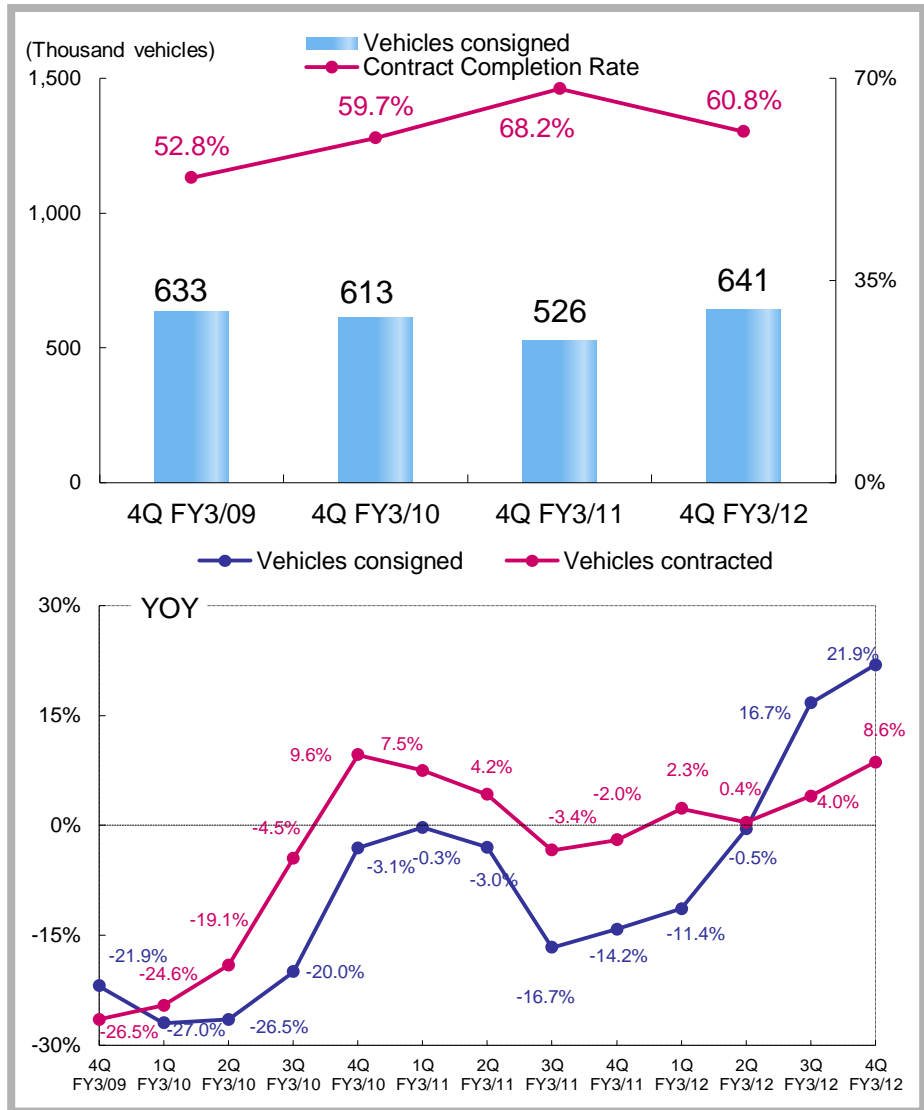 (Thousand vehicles)
Vehicles consigned
Contract Completion Rate
1,500
70%
52.8%
59.7%
68.2%
60.8%
1,000
633
613
526
641
35%
500
0
0%
4Q FY3/09
4Q FY3/10
4Q FY3/11
4Q FY3/12
Vehicles consigned
Vehicles contracted
YOY
30%
15%
0%
-15%
-30%
-21.9%
-27.0%
-26.5%
-20.0%
-3.1%
-0.3%
-3.0%
-16.7%
-14.2%
-11.4%
-0.5%
16.7%
21.9%
-26.5%
-24.6%
-19.1%
-4.5%
9.6%
7.5%
4.2%
-3.4%
-2.0%
2.3%
0.4%
4.0%
8.6%
4Q FY3/09
1Q FY3/10
2Q FY3/10
3Q FY3/10
4Q FY3/10
1Q FY3/11
2Q FY3/11
3Q FY3/11
4Q FY3/11
1Q FY3/12
2Q FY3/12
3Q FY3/12
4Q FY3/12